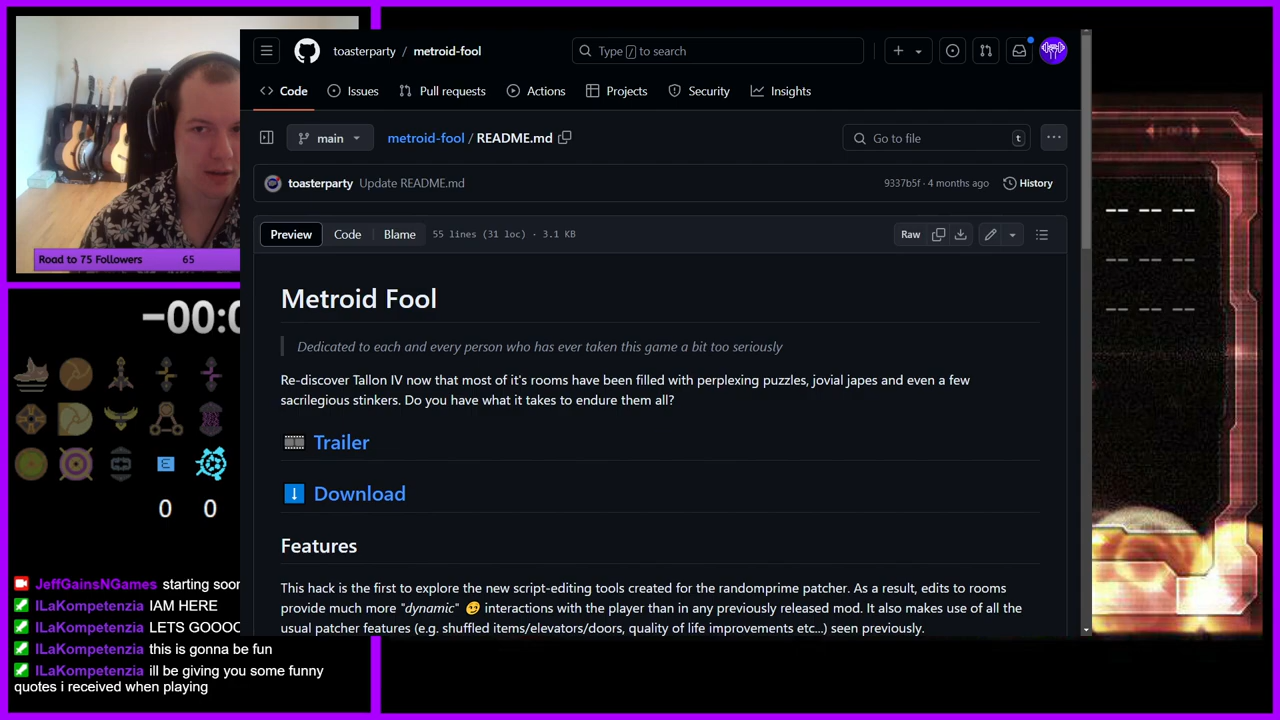 toasterparty / metroid-fool
Type / to search
Code
Issues
Pull requests
Actions
Projects
Security
Insights
main
metroid-fool / README.md
Go to file
t
toasterparty Update README.md
9337b5f · 4 months ago
History
Preview
Code
Blame
55 lines (31 loc) · 3.1 KB
Raw
Metroid Fool
Dedicated to each and every person who has ever taken this game a bit too seriously
Re-discover Tallon IV now that most of it's rooms have been filled with perplexing puzzles, jovial japes and even a few
sacrilegious stinkers. Do you have what it takes to endure them all?
Trailer
Download
Features
This hack is the first to explore the new script-editing tools created for the randomprime patcher. As a result, edits to rooms
provide much more "dynamic" 🥴 interactions with the player than in any previously released mod. It also makes use of all the
usual patcher features (e.g. shuffled items/elevators/doors, quality of life improvements etc...) seen previously.
Road to 75 Followers 65
−00:0
0 0
JeffGainsNGames starting soon
ILaKompetenzia IAM HERE
ILaKompetenzia LETS GOOOO
ILaKompetenzia this is gonna be fun
ILaKompetenzia ill be giving you some funny
quotes i received when playing
-- -- --
-- -- --
-- -- --